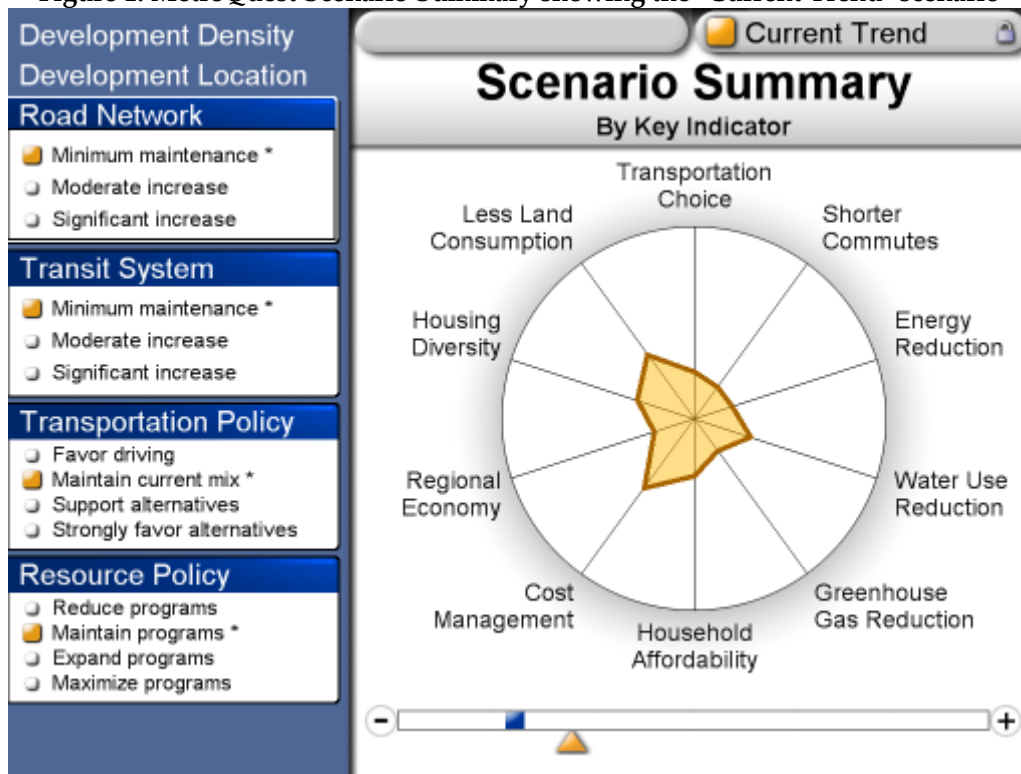 Figure 1. MetroQuest Scenario Summary showing the "Current Trend" scenario
Development Density
Development Location
Road Network
Minimum maintenance *
Moderate increase
Significant increase
Transit System
Minimum maintenance *
Moderate increase
Significant increase
Transportation Policy
Favor driving
Maintain current mix *
Support alternatives
Strongly favor alternatives
Resource Policy
Reduce programs
Maintain programs *
Expand programs
Maximize programs
Current Trend
Scenario Summary
By Key Indicator
Transportation
Choice
Shorter
Commutes
Energy
Reduction
Water Use
Reduction
Greenhouse
Gas Reduction
Household
Affordability
Cost
Management
Regional
Economy
Housing
Diversity
Less Land
Consumption